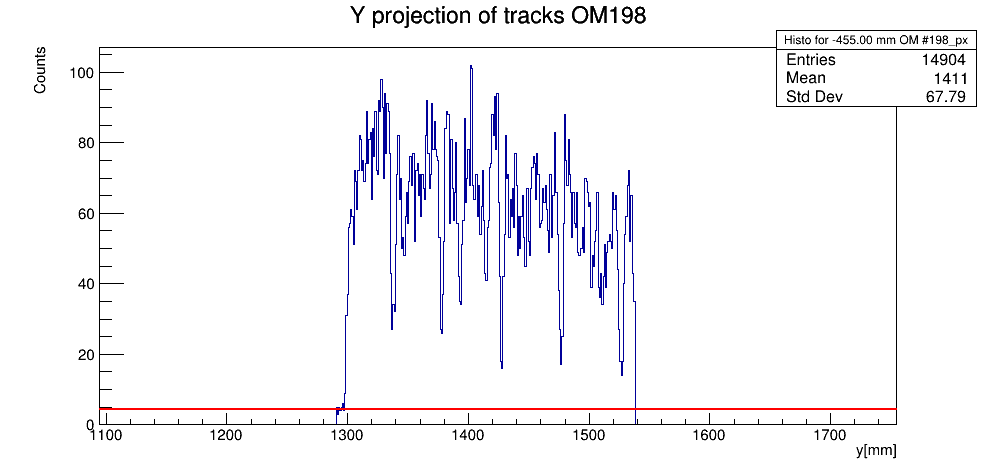 Y projection of tracks OM198
Histo for -455.00 mm OM #198_px
Entries 14904
Mean 1411
Std Dev 67.79
Counts
100
80
60
40
20
0
1100 1200 1300 1400 1500 1600 1700
y[mm]